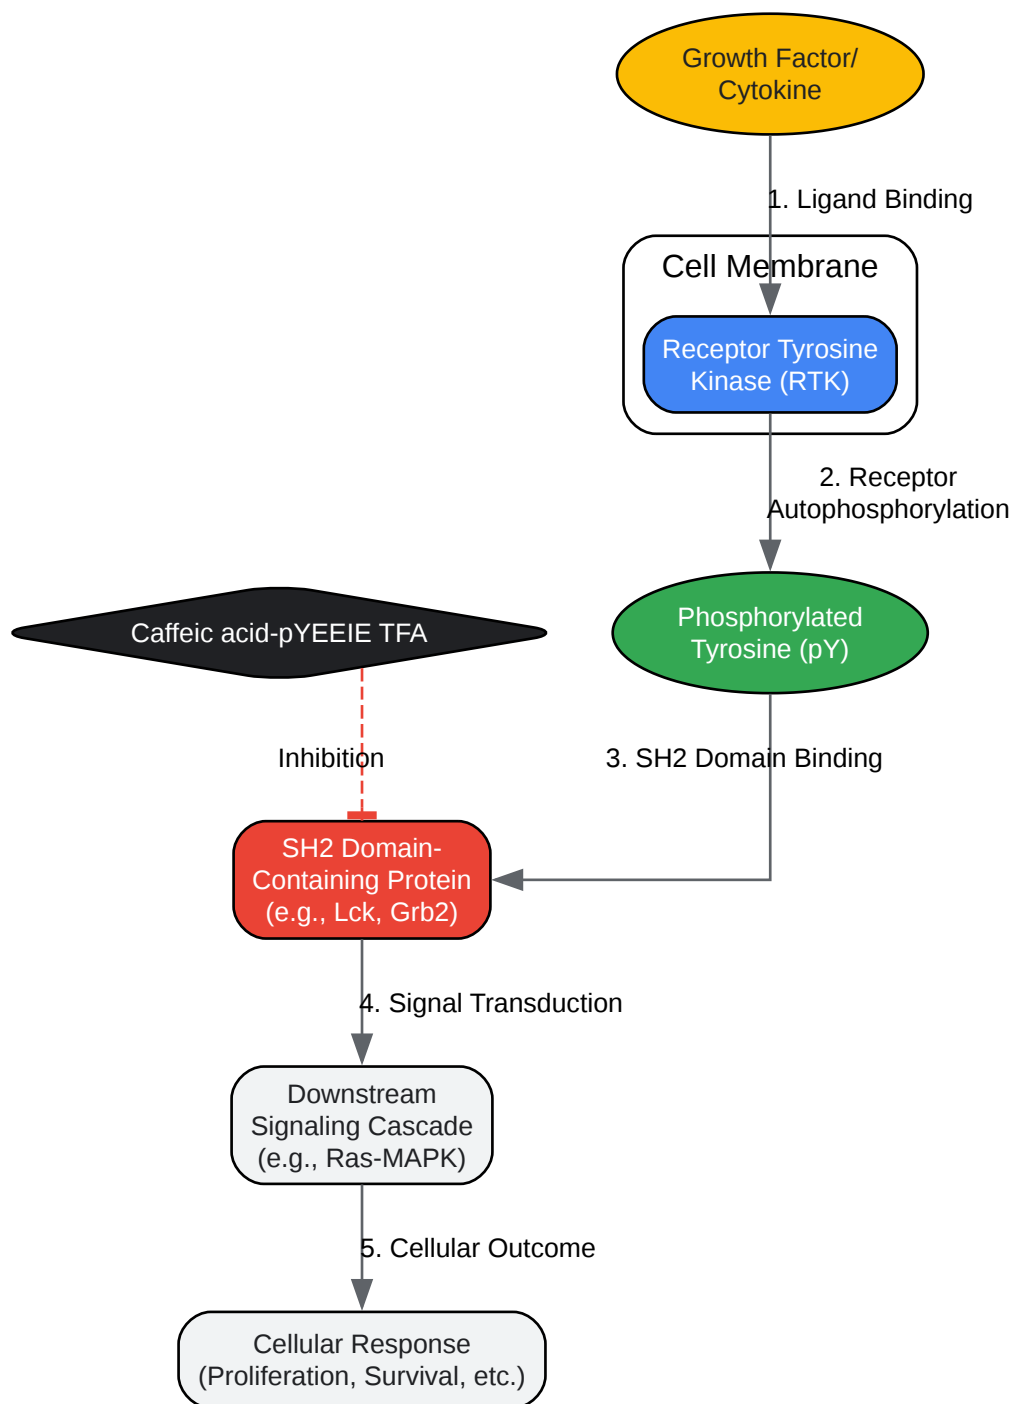 Growth Factor/
Cytokine
1. Ligand Binding
Cell Membrane
Receptor Tyrosine
Kinase (RTK)
2. Receptor
Autophosphorylation
Caffeic acid-pYEEIE TFA
Phosphorylated
Tyrosine (pY)
Inhibition
3. SH2 Domain Binding
SH2 Domain-
Containing Protein
(e.g., Lck, Grb2)
4. Signal Transduction
Downstream
Signaling Cascade
(e.g., Ras-MAPK)
5. Cellular Outcome
Cellular Response
(Proliferation, Survival, etc.)